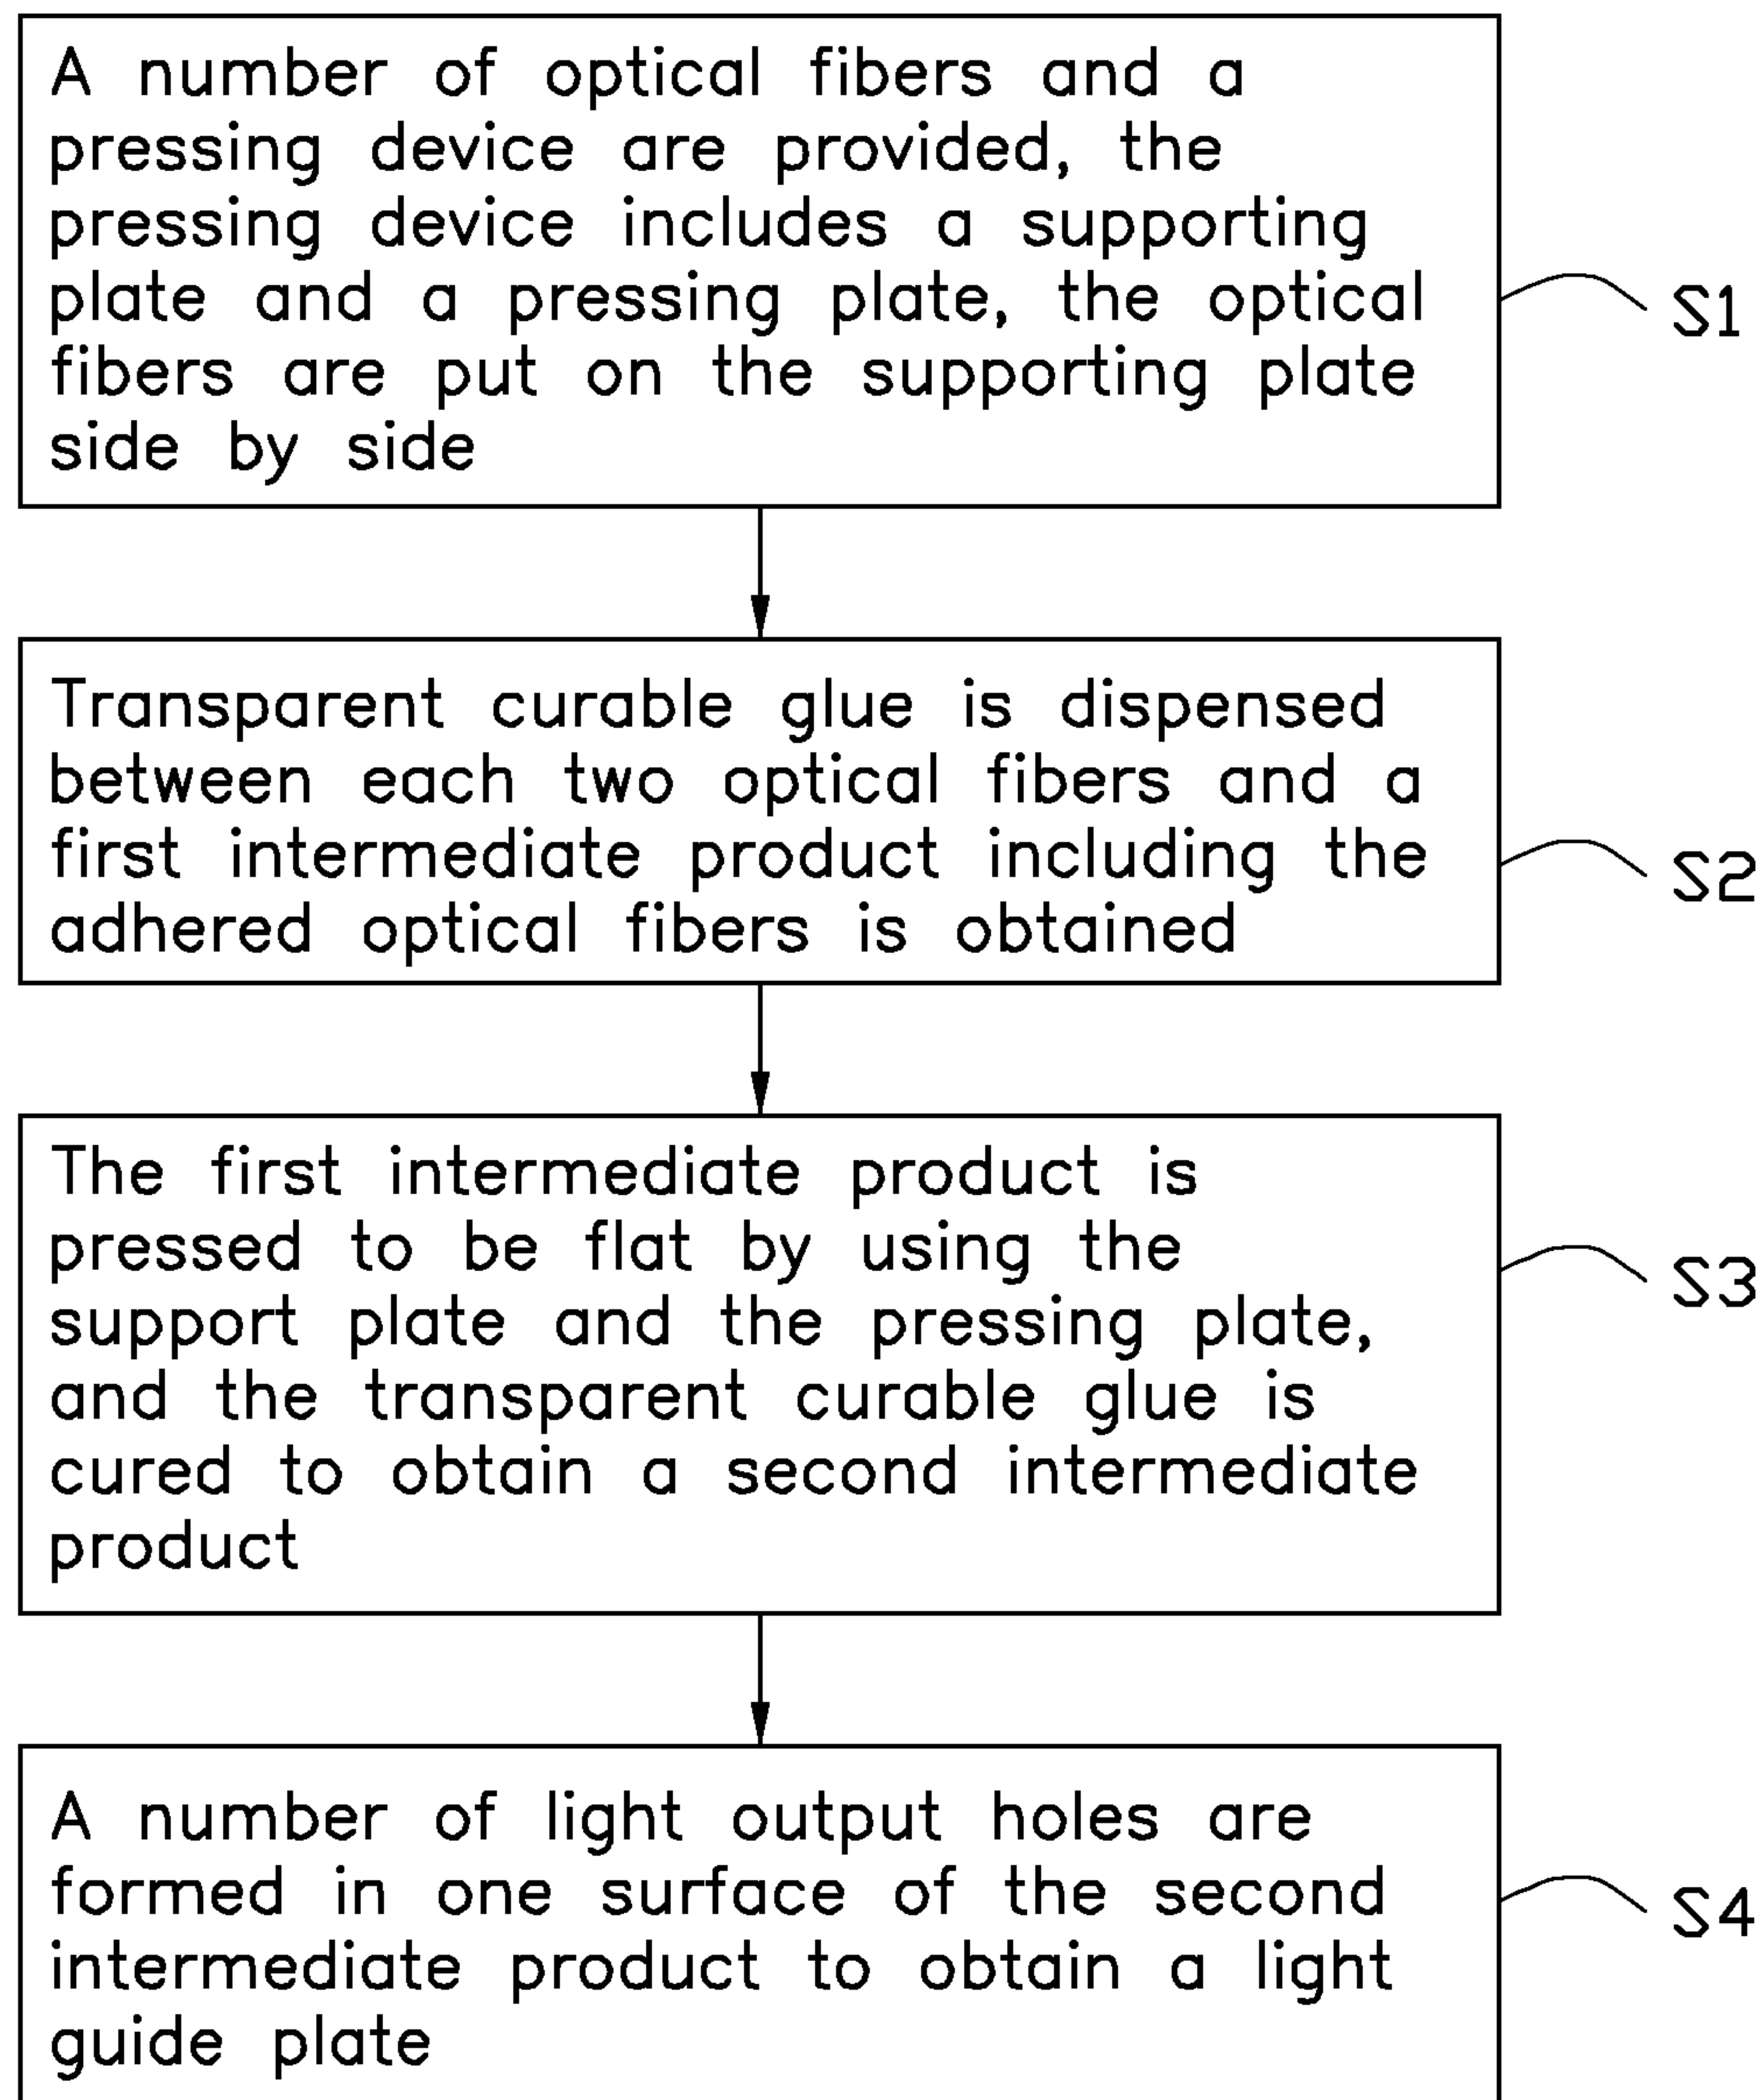 A number of optical fibers and a
pressing device are provided, the
pressing device includes a supporting
plate and a pressing plate, the optical
fibers are put on the supporting plate
side by side
S1
Transparent curable glue is dispensed
between each two optical fibers and a
first intermediate product including the
adhered optical fibers is obtained
S2
The first intermediate product is
pressed to be flat by using the
support plate and the pressing plate,
and the transparent curable glue is
cured to obtain a second intermediate
product
S3
A number of light output holes are
formed in one surface of the second
intermediate product to obtain a light
guide plate
S4